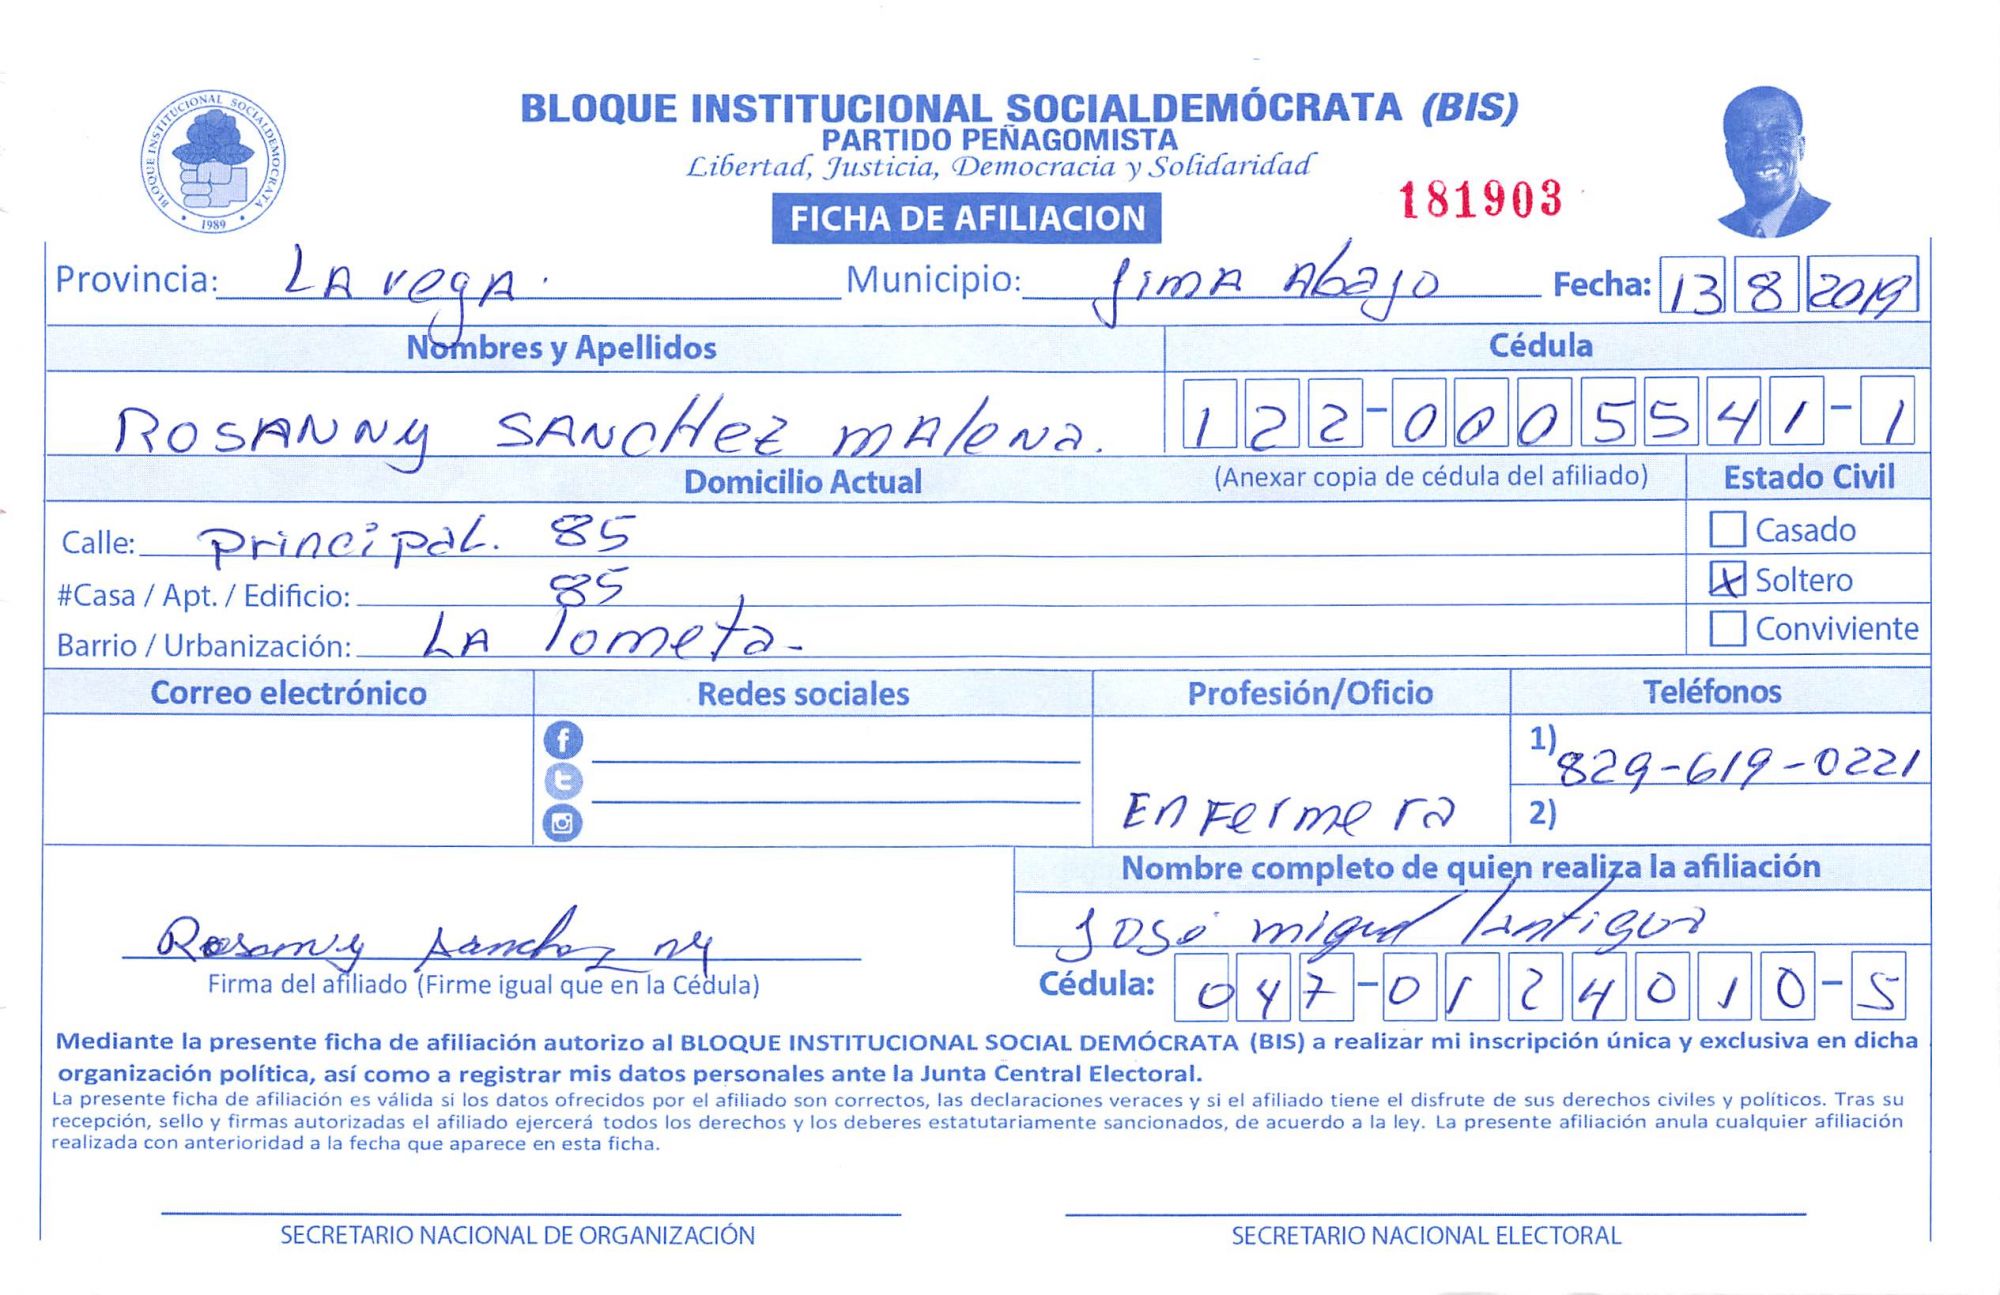 BLOQUE INSTITUCIONAL SOCIALDEMÓCRATA (BIS)
PARTIDO PEÑAGOMISTA
Libertad, Justicia, Democracia y Solidaridad
BLOQUE INSTITUCIONAL SOCIALDEMOCRATA
1989
FICHA DE AFILIACION
181903
Provincia: LA vegA. Municipio: JimA AbaJo Fecha: 13 8 2019
Nombres y Apellidos Cédula
ROSANNy SANcHez mAlena. 122-0005541-1
Domicilio Actual (Anexar copia de cédula del afiliado) Estado Civil
Calle: principal. 85 Casado
#Casa / Apt. / Edificio: 85 X Soltero
Barrio / Urbanización: LA Tometa- Conviviente
Correo electrónico Redes sociales Profesión/Oficio Teléfonos
1) 829-619-0221
EnFermera 2)
Nombre completo de quien realiza la afiliación
José miguel Lantigua
Rosanny Sanchez
Firma del afiliado (Firme igual que en la Cédula) Cédula: 047-0124010-5
Mediante la presente ficha de afiliación autorizo al BLOQUE INSTITUCIONAL SOCIAL DEMÓCRATA (BIS) a realizar mi inscripción única y exclusiva en dicha
organización política, así como a registrar mis datos personales ante la Junta Central Electoral.
La presente ficha de afiliación es válida si los datos ofrecidos por el afiliado son correctos, las declaraciones veraces y si el afiliado tiene el disfrute de sus derechos civiles y políticos. Tras su
recepción, sello y firmas autorizadas el afiliado ejercerá todos los derechos y los deberes estatutariamente sancionados, de acuerdo a la ley. La presente afiliación anula cualquier afiliación
realizada con anterioridad a la fecha que aparece en esta ficha.
SECRETARIO NACIONAL DE ORGANIZACIÓN SECRETARIO NACIONAL ELECTORAL